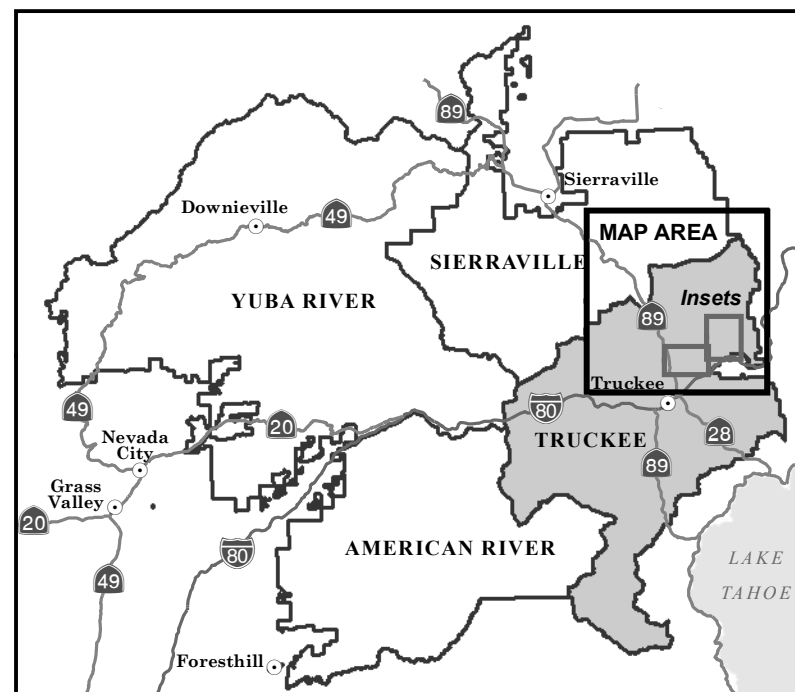 89
Sierraville
Downieville
49
MAP AREA
SIERRAVILLE
YUBA RIVER
Insets
89
Truckee
49
80
20
28
TRUCKEE
Nevada
City
89
Grass
Valley
20
80
AMERICAN RIVER
LAKE
TAHOE
49
Foresthill